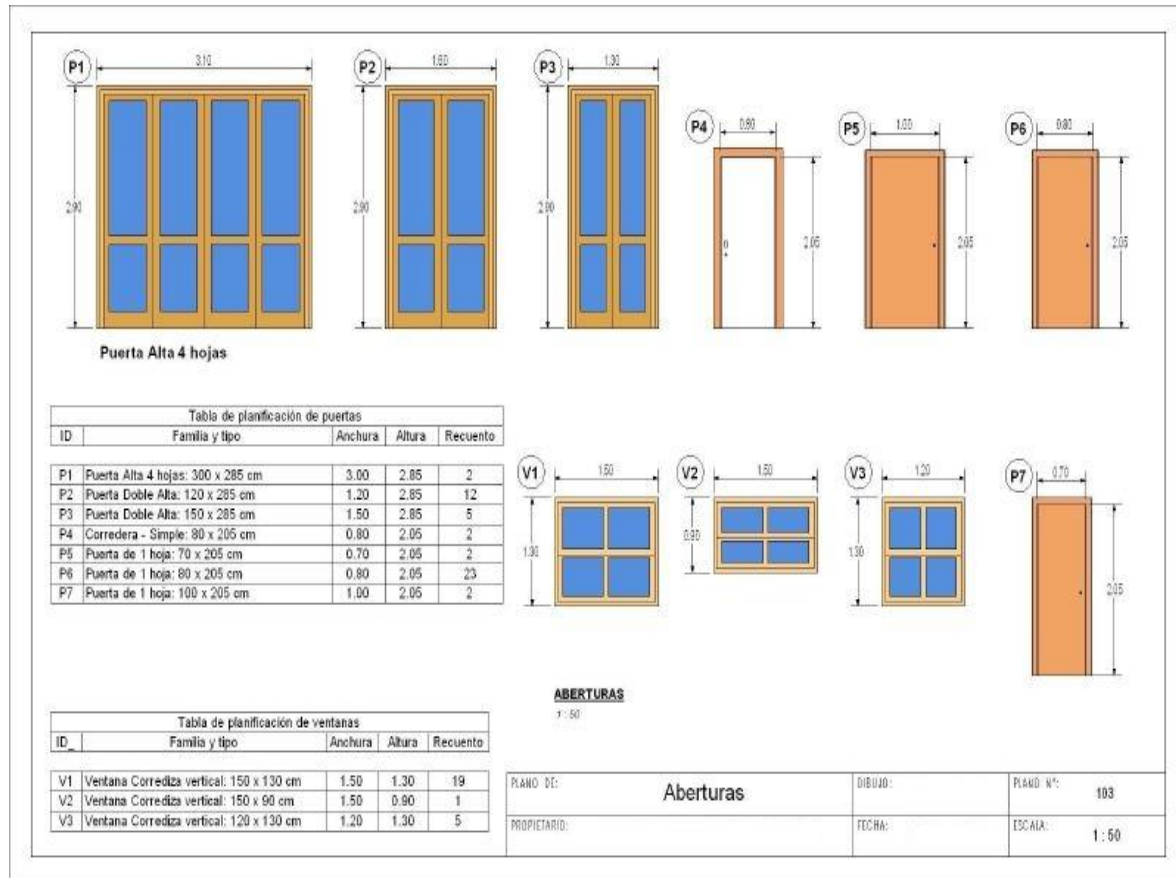 P1 3.10
P2 1.60
P3 1.30
2.90
2.90
2.90
P4 0.80
P5 1.00
P6 0.80
2.05
2.05
2.05
Puerta Alta 4 hojas
Tabla de planificación de puertas
ID Familia y tipo Anchura Altura Recuento
P1 Puerta Alta 4 hojas: 300 x 285 cm 3.00 2.85 2
P2 Puerta Doble Alta: 120 x 285 cm 1.20 2.85 12
P3 Puerta Doble Alta: 150 x 285 cm 1.50 2.85 5
P4 Corredera - Simple: 80 x 205 cm 0.80 2.05 2
P5 Puerta de 1 hoja: 70 x 205 cm 0.70 2.05 2
P6 Puerta de 1 hoja: 80 x 205 cm 0.80 2.05 23
P7 Puerta de 1 hoja: 100 x 205 cm 1.00 2.05 2
V1 1.50
V2 1.50
V3 1.20
P7 0.70
1.30
0.90
1.30
2.05
ABERTURAS
1 : 50
Tabla de planificación de ventanas
ID_ Familia y tipo Anchura Altura Recuento
V1 Ventana Corrediza vertical: 150 x 130 cm 1.50 1.30 19
V2 Ventana Corrediza vertical: 150 x 90 cm 1.50 0.90 1
V3 Ventana Corrediza vertical: 120 x 130 cm 1.20 1.30 5
PLANO DE: Aberturas
DIBUJO:
PLANO Nº: 103
PROPIETARIO:
FECHA:
ESCALA: 1 : 50